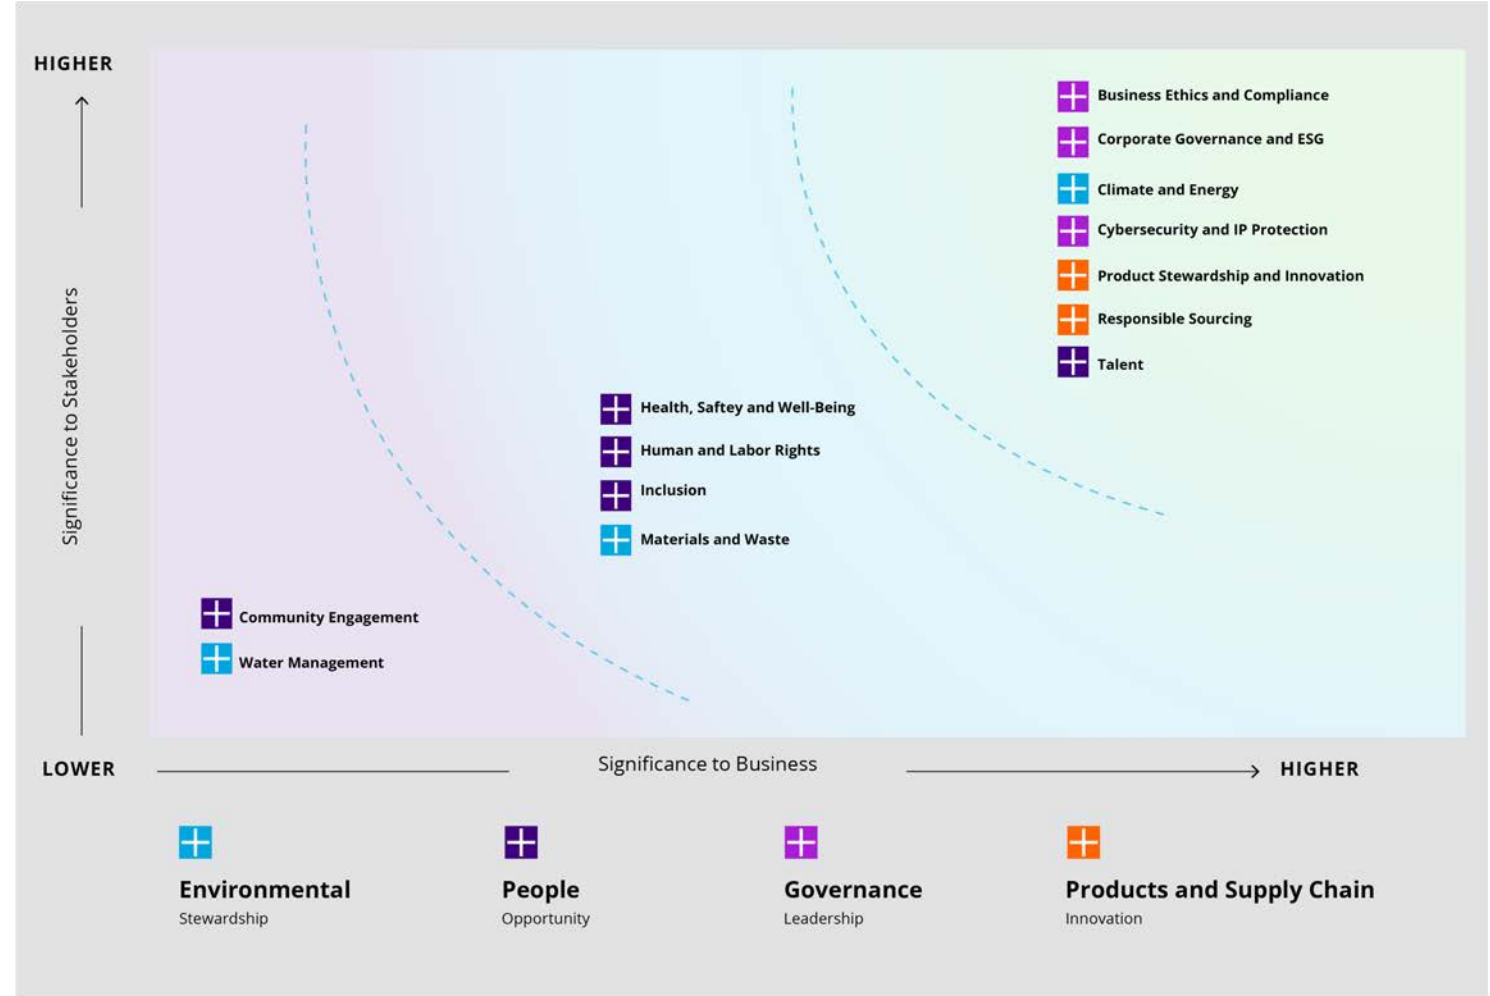 HIGHER
Significance to Stakeholders
Business Ethics and Compliance
Corporate Governance and ESG
Climate and Energy
Cybersecurity and IP Protection
Product Stewardship and Innovation
Responsible Sourcing
Talent
Health, Saftey and Well-Being
Human and Labor Rights
Inclusion
Materials and Waste
Community Engagement
Water Management
LOWER
Significance to Business
HIGHER
Environmental
Stewardship
People
Opportunity
Governance
Leadership
Products and Supply Chain
Innovation